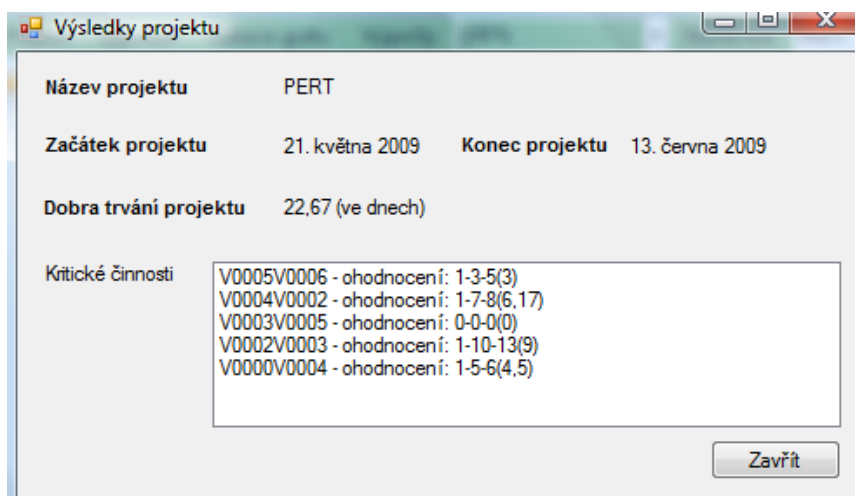 Výsledky projektu
Název projektu PERT
Začátek projektu 21. května 2009 Konec projektu 13. června 2009
Dobra trvání projektu 22,67 (ve dnech)
Kritické činnosti
V0005V0006 - ohodnocení: 1-3-5(3)
V0004V0002 - ohodnocení: 1-7-8(6,17)
V0003V0005 - ohodnocení: 0-0-0(0)
V0002V0003 - ohodnocení: 1-10-13(9)
V0000V0004 - ohodnocení: 1-5-6(4,5)
Zavřít